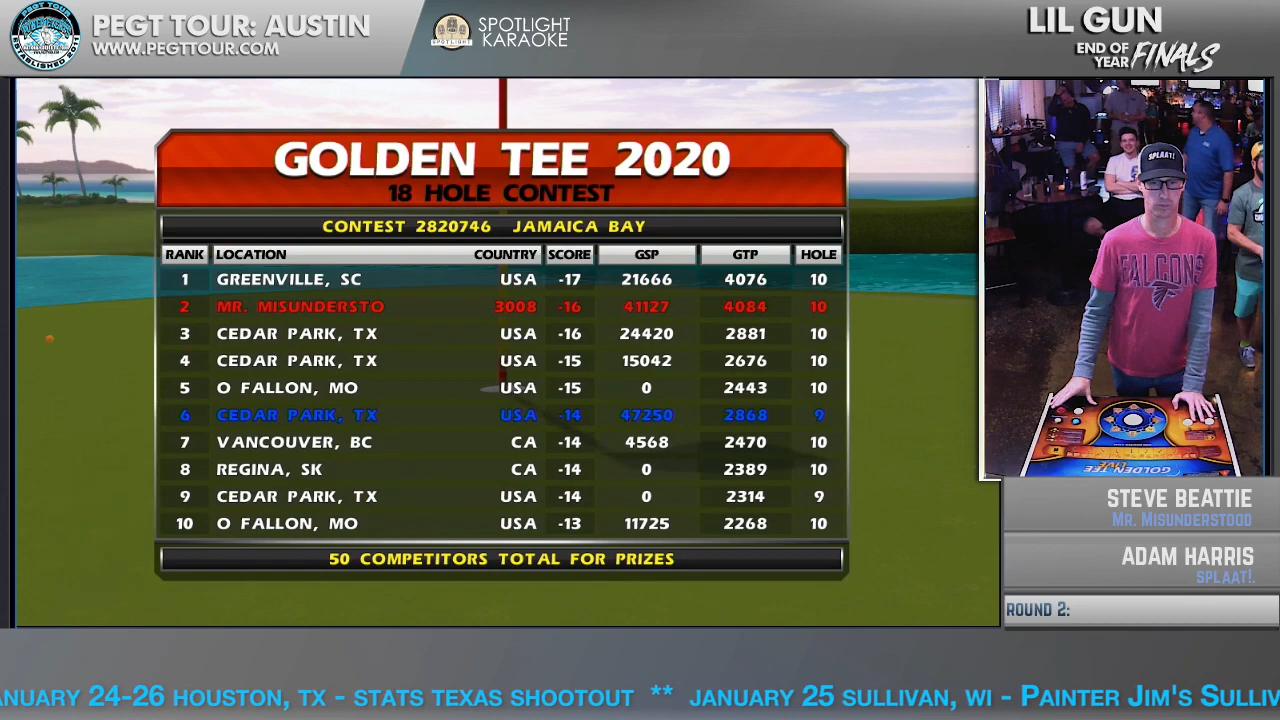 PEGT TOUR: AUSTIN
WWW.PEGTTOUR.COM
SPOTLIGHT
KARAOKE
LIL GUN
END OF
YEAR FINALS
GOLDEN TEE 2020
18 HOLE CONTEST
CONTEST 2820746 JAMAICA BAY
RANK LOCATION COUNTRY SCORE GSP GTP HOLE
1 GREENVILLE, SC USA -17 21666 4076 10
2 MR. MISUNDERSTO 3008 -16 41127 4084 10
3 CEDAR PARK, TX USA -16 24420 2881 10
4 CEDAR PARK, TX USA -15 15042 2676 10
5 O FALLON, MO USA -15 0 2443 10
6 CEDAR PARK, TX USA -14 47250 2868 9
7 VANCOUVER, BC CA -14 4568 2470 10
8 REGINA, SK CA -14 0 2389 10
9 CEDAR PARK, TX USA -14 0 2314 9
10 O FALLON, MO USA -13 11725 2268 10
50 COMPETITORS TOTAL FOR PRIZES
SPLAAT!
FALCONS
GOLDEN TEE LIVE
STEVE BEATTIE
MR. MISUNDERSTOOD
ADAM HARRIS
SPLAAT!.
ROUND 2:
ANUARY 24-26 HOUSTON, TX - STATS TEXAS SHOOTOUT ** JANUARY 25 SULLIVAN, WI - PAINTER JIM'S SULLIV